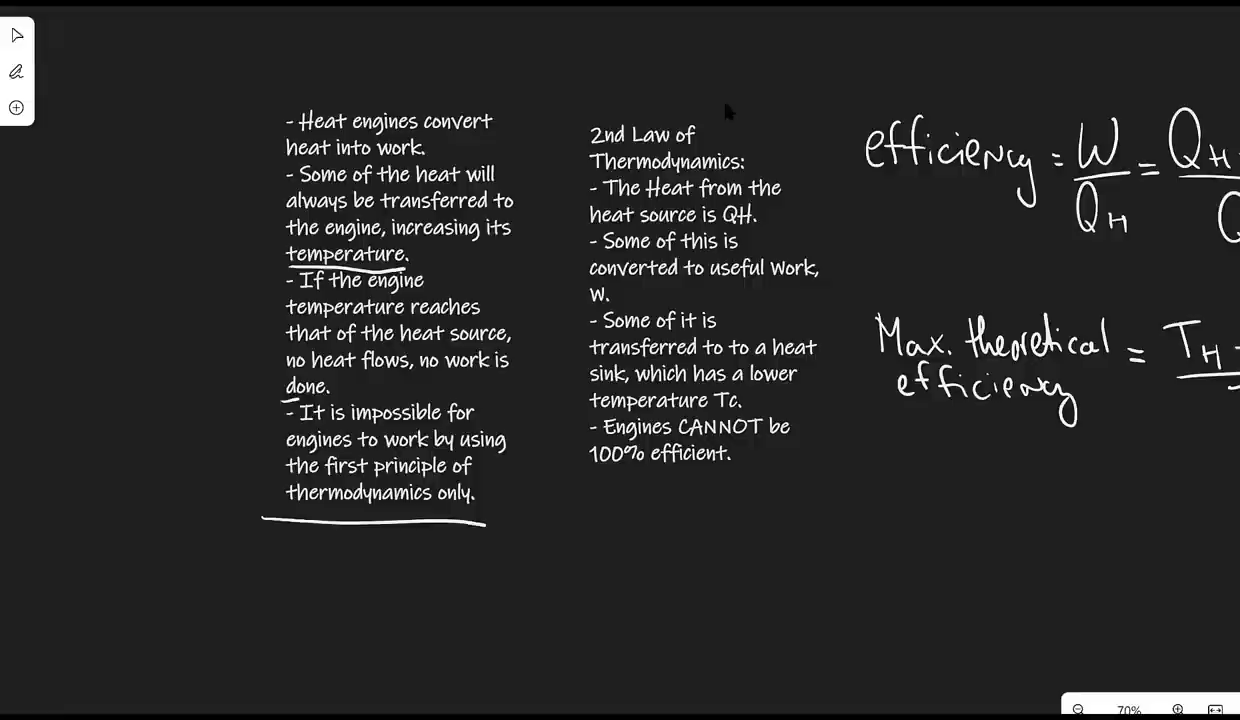 - Heat engines convert
heat into work.
- Some of the heat will
always be transferred to
the engine, increasing its
temperature.
- If the engine
temperature reaches
that of the heat source,
no heat flows, no work is
done.
- It is impossible for
engines to work by using
the first principle of
thermodynamics only.
2nd Law of
Thermodynamics:
- The Heat from the
heat source is QH.
- Some of this is
converted to useful Work,
W.
- Some of it is
transferred to to a heat
sink, which has a lower
temperature Tc.
- Engines CANNOT be
100% efficient.
efficiency = W/QH = QH-
Max. theoretical
efficiency = TH-
70%